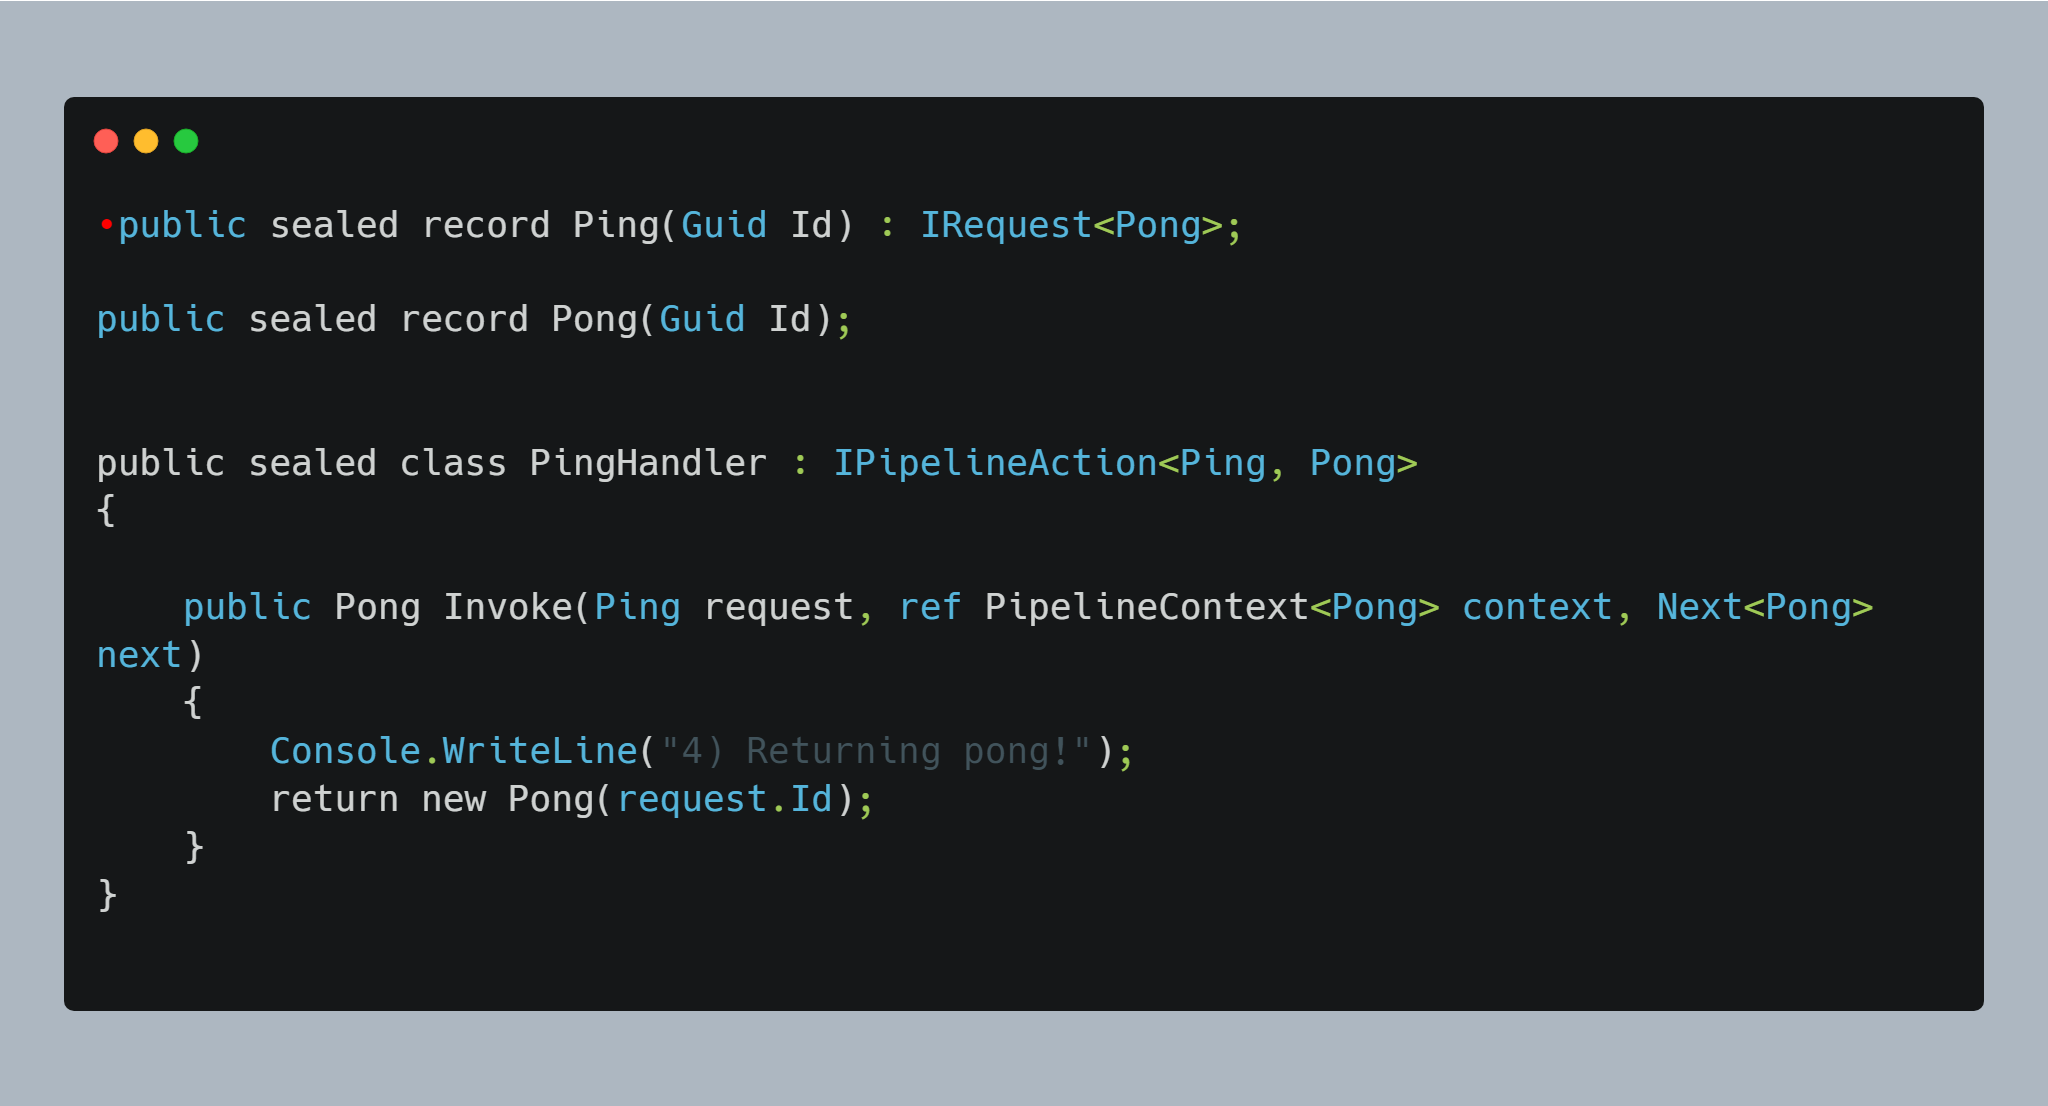 •public sealed record Ping(Guid Id) : IRequest<Pong>;
public sealed record Pong(Guid Id);
public sealed class PingHandler : IPipelineAction<Ping, Pong>
{
    public Pong Invoke(Ping request, ref PipelineContext<Pong> context, Next<Pong>
next)
    {
        Console.WriteLine("4) Returning pong!");
        return new Pong(request.Id);
    }
}